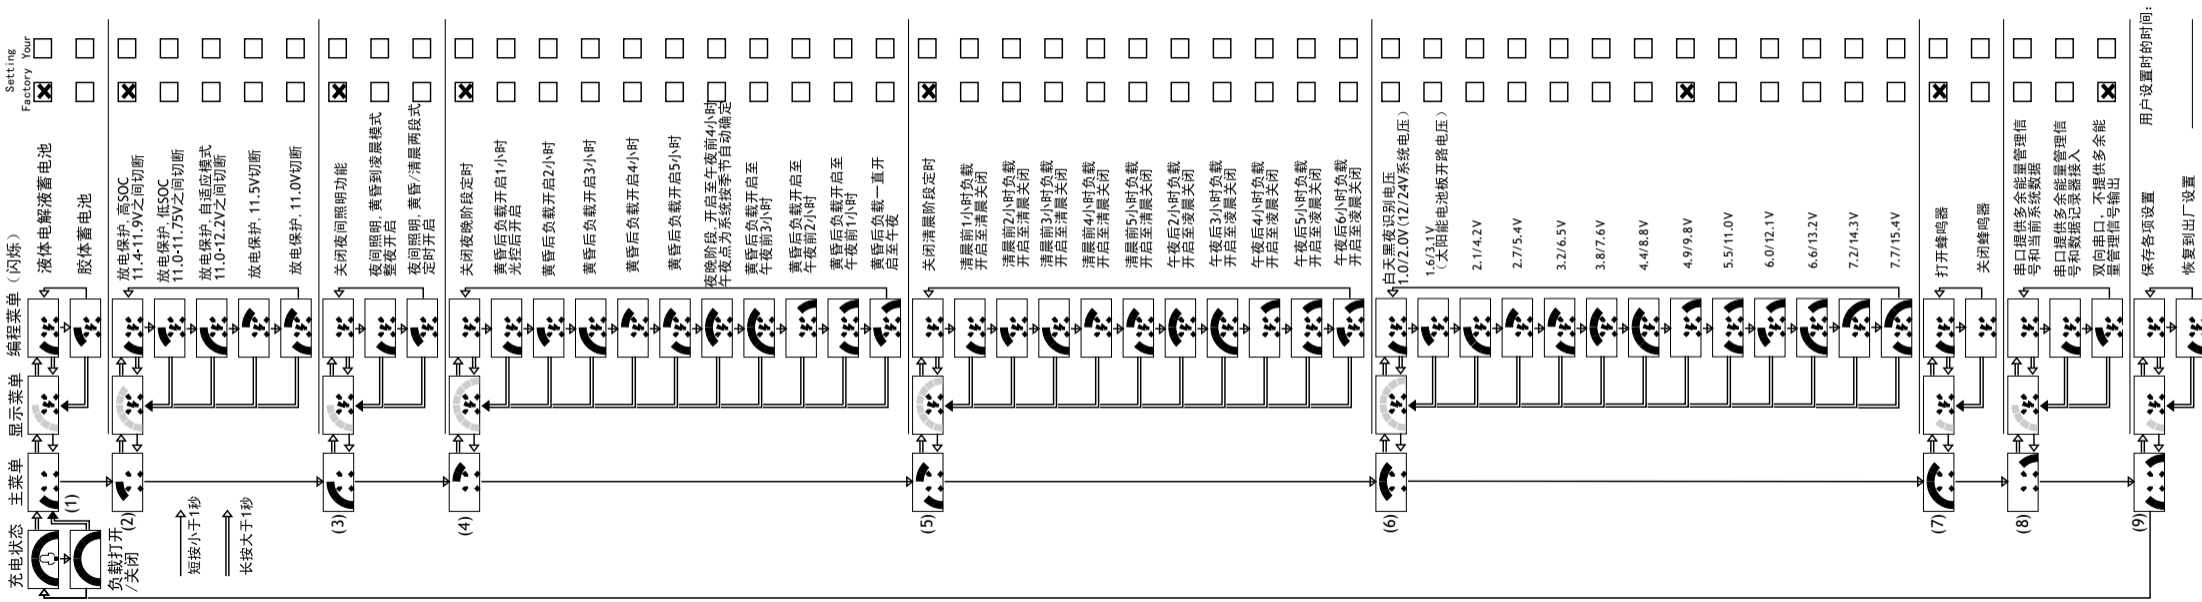 Setting
Factory Your
充电状态 主菜单 显示菜单 编程菜单（闪烁）
负载打开
/关闭
短按小于1秒
长按大于1秒
(1)
液体电解液蓄电池
胶体蓄电池
(2)
放电保护, 高SOC
11.4-11.9V之间切断
放电保护, 低SOC
11.0-11.75V之间切断
放电保护, 自适应模式
11.0-12.2V之间切断
放电保护, 11.5V切断
放电保护, 11.0V切断
(3)
关闭夜间照明功能
夜间照明, 黄昏到凌晨模式
整夜开启
夜间照明, 黄昏/清晨两段式
定时开启
(4)
关闭夜晚阶段定时
黄昏后负载开启1小时
光控后开启
黄昏后负载开启2小时
黄昏后负载开启3小时
黄昏后负载开启4小时
黄昏后负载开启5小时
夜晚阶段,开启至午夜前4小时
午夜点为系统按季节自动确定
黄昏后负载开启至
午夜前3小时
黄昏后负载开启至
午夜前2小时
黄昏后负载开启至
午夜前1小时
黄昏后负载一直开
启至午夜
(5)
关闭清晨阶段定时
清晨前1小时负载
开启至清晨关闭
清晨前2小时负载
开启至清晨关闭
清晨前3小时负载
开启至清晨关闭
清晨前4小时负载
开启至清晨关闭
清晨前5小时负载
开启至清晨关闭
午夜后2小时负载
开启至凌晨关闭
午夜后3小时负载
开启至凌晨关闭
午夜后4小时负载
开启至凌晨关闭
午夜后5小时负载
开启至凌晨关闭
午夜后6小时负载
开启至凌晨关闭
(6)
白天黑夜识别电压
1.0/2.0V(12/24V系统电压)
1.6/3.1V
(太阳能电池板开路电压)
2.1/4.2V
2.7/5.4V
3.2/6.5V
3.8/7.6V
4.4/8.8V
4.9/9.8V
5.5/11.0V
6.0/12.1V
6.6/13.2V
7.2/14.3V
7.7/15.4V
(7)
打开蜂鸣器
关闭蜂鸣器
(8)
串口提供多余能量管理信
号和当前系统数据
串口提供多余能量管理信
号和数据记录器接入
双向串口, 不提供多余能
量管理信号输出
(9)
保存各项设置
恢复到出厂设置
用户设置时的时间: